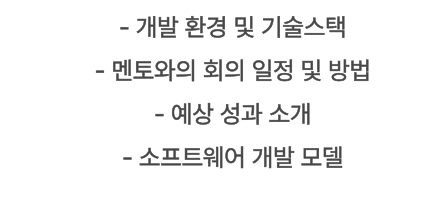 - 개발 환경 및 기술스택
- 멘토와의 회의 일정 및 방법
- 예상 성과 소개
- 소프트웨어 개발 모델